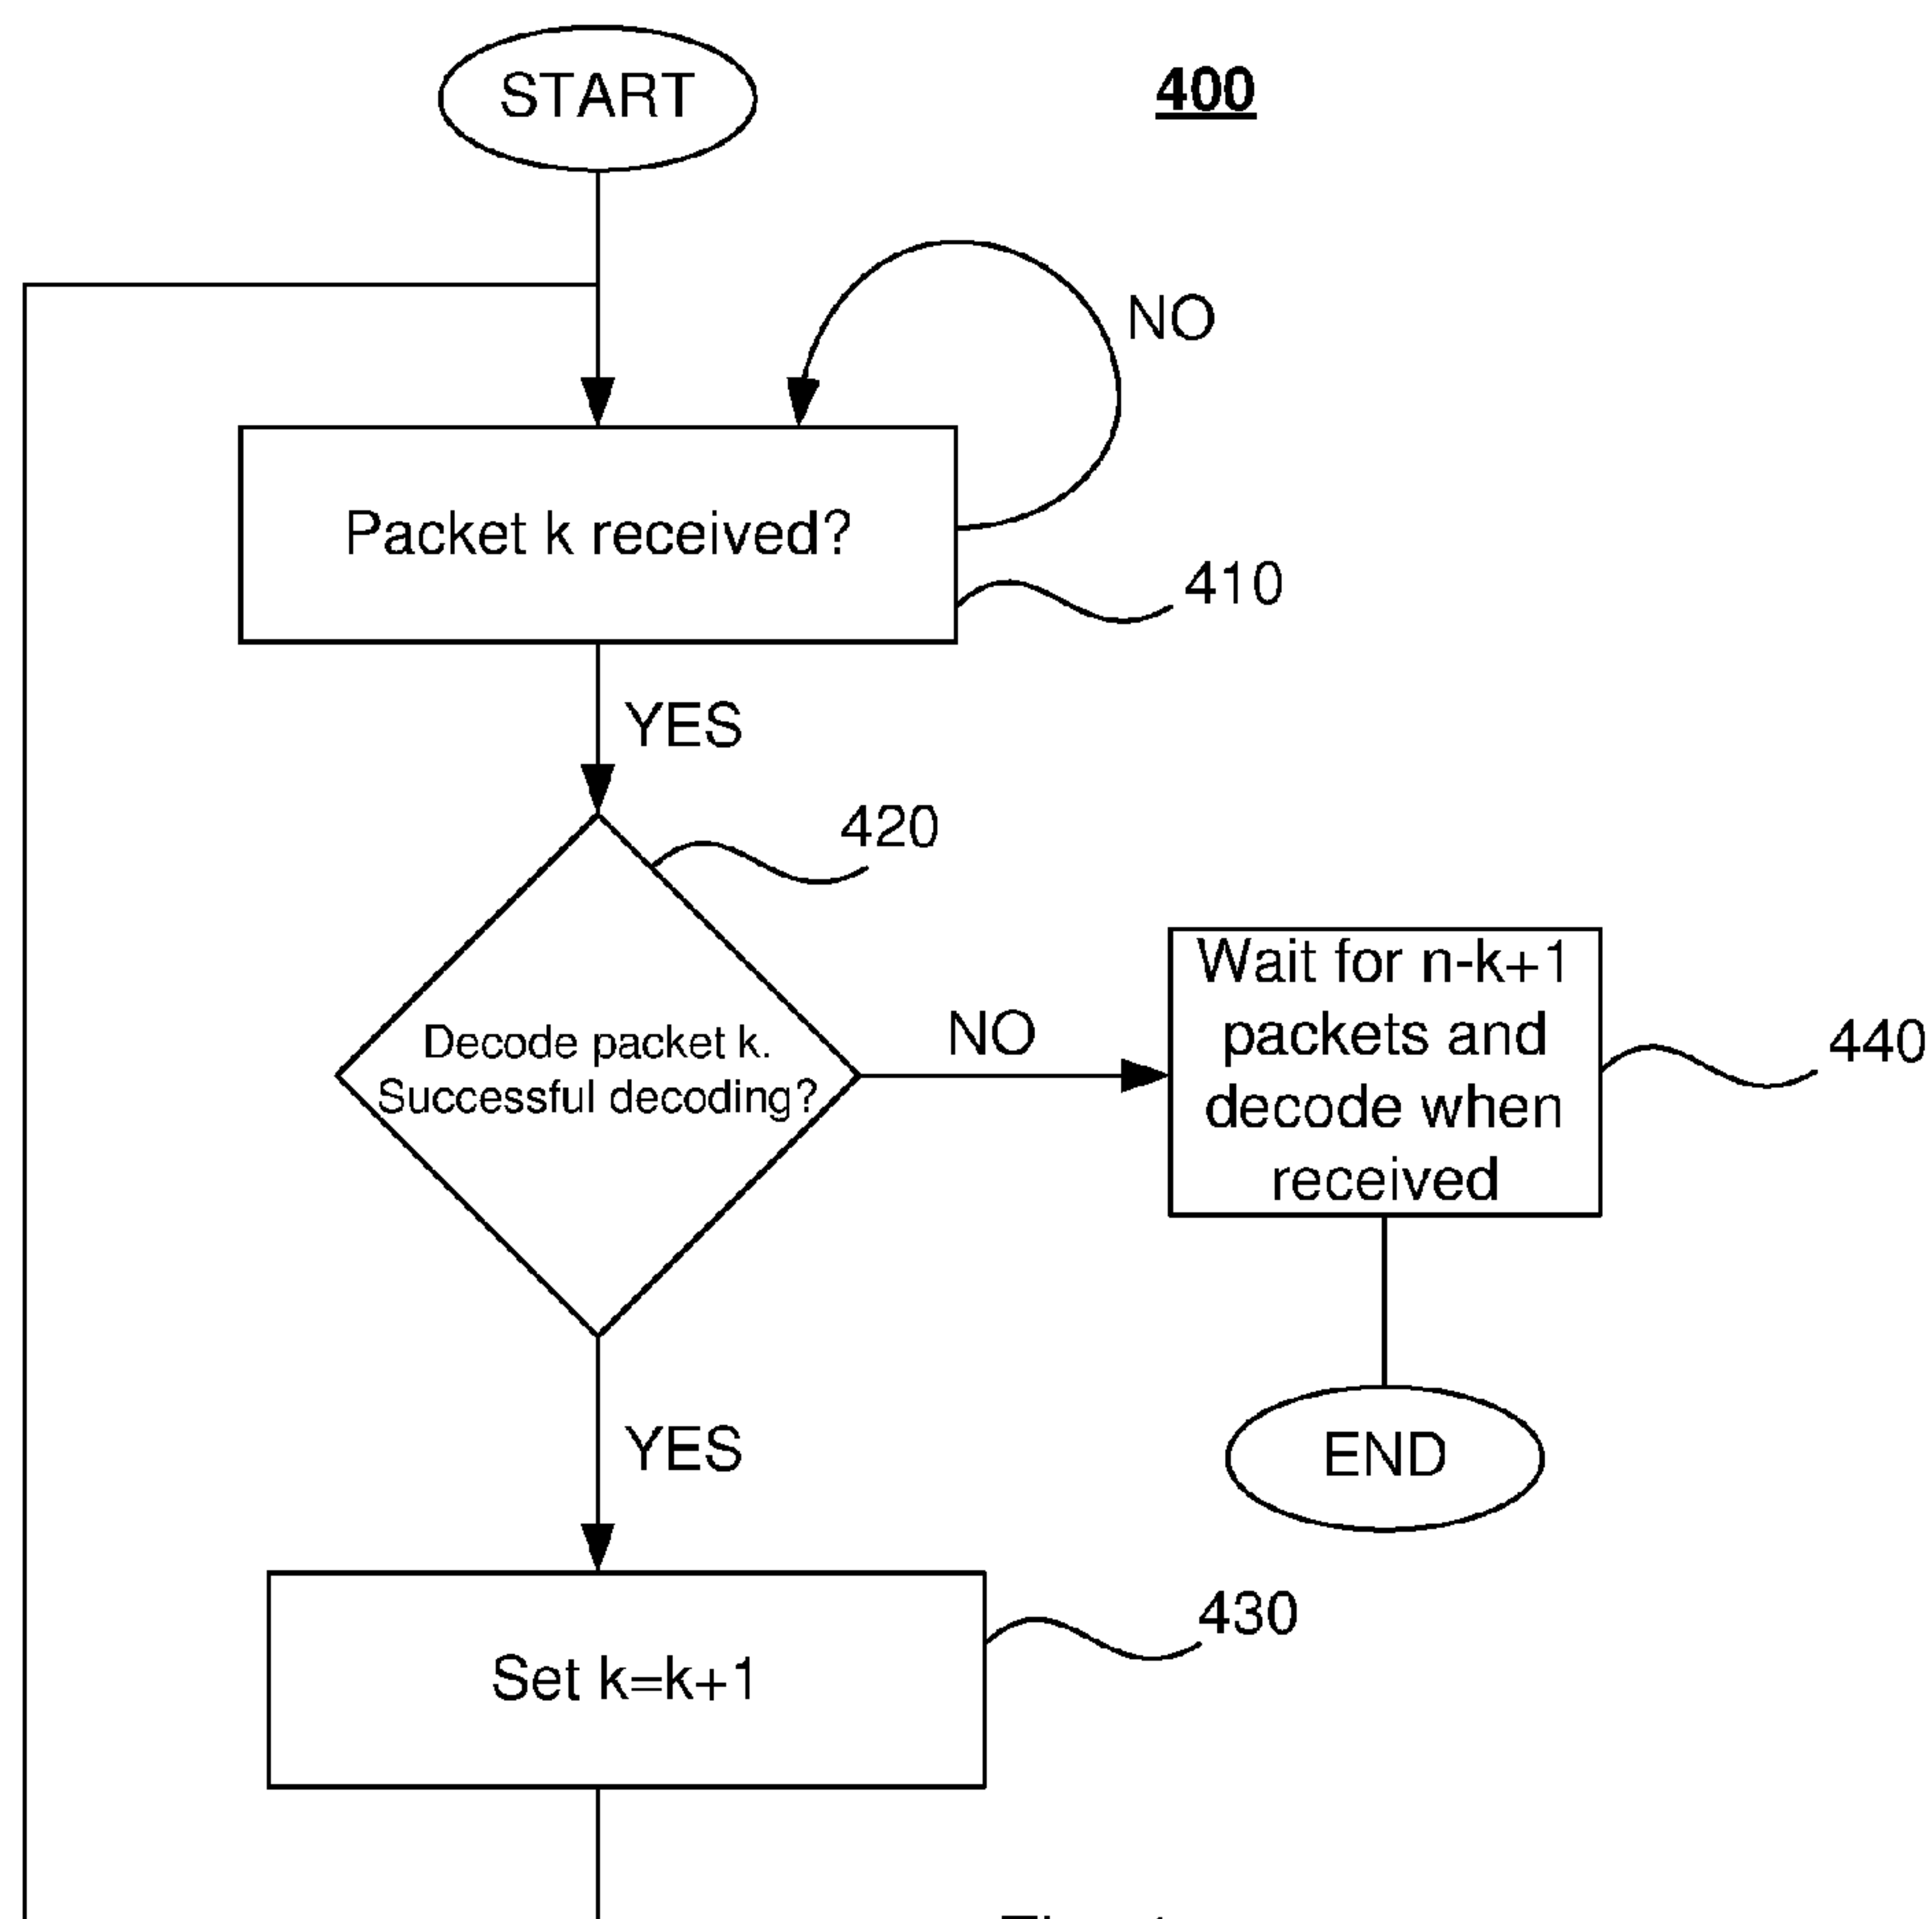 START
400
NO
Packet k received?
410
YES
420
Decode packet k.
Successful decoding?
NO
Wait for n-k+1
packets and
decode when
received
440
YES
END
430
Set k=k+1